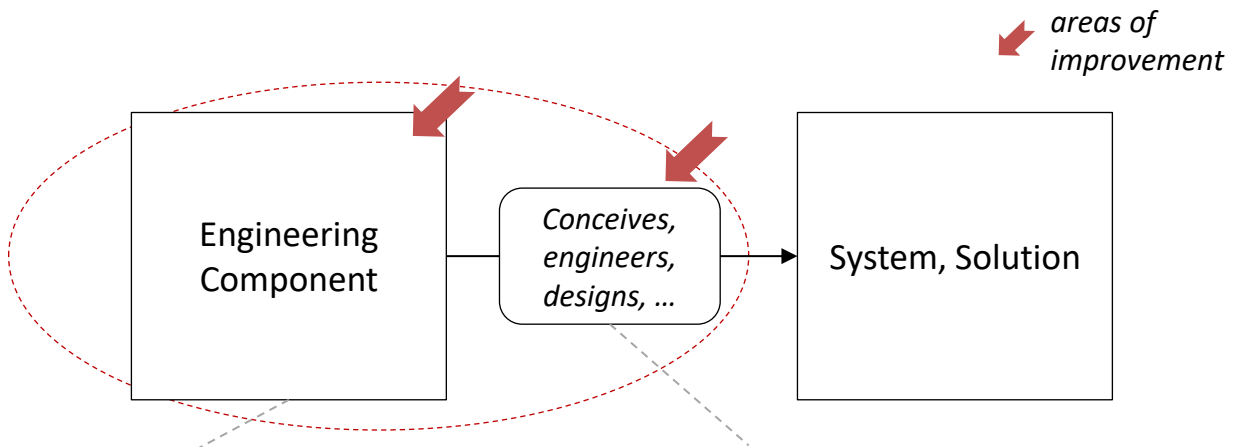 areas of
improvement
Engineering
Component
Conceives,
engineers,
designs, …
System, Solution